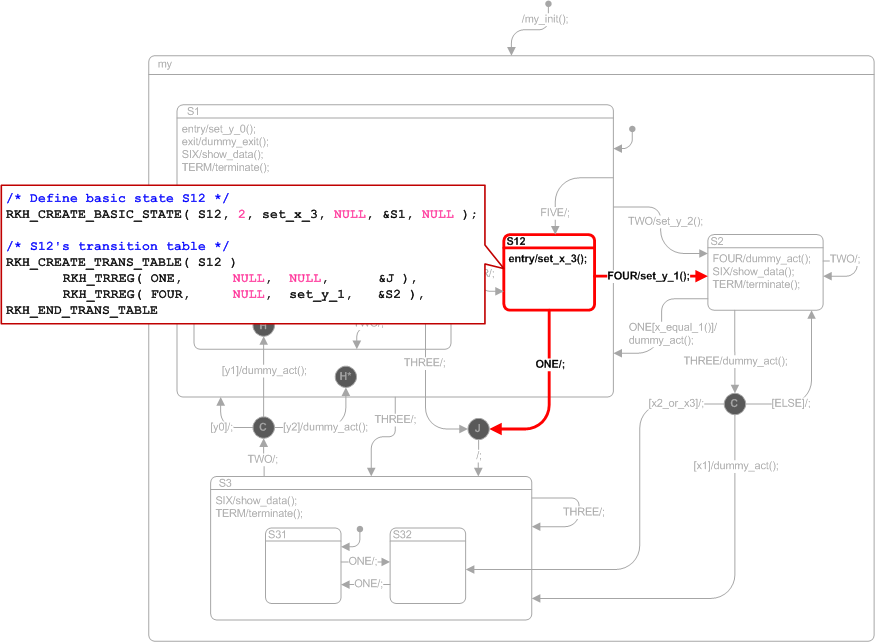 /my_init();
my
S1
entry/set_y_0();
exit/dummy_exit();
SIX/show_data();
TERM/terminate();
/* Define basic state S12 */
RKH_CREATE_BASIC_STATE( S12, 2, set_x_3, NULL, &S1, NULL );
/* S12's transition table */
RKH_CREATE_TRANS_TABLE( S12 )
RKH_TRREG( ONE, NULL, NULL, &J ),
RKH_TRREG( FOUR, NULL, set_y_1, &S2 ),
RKH_END_TRANS_TABLE
FIVE/;
TWO/set_y_2();
S12
entry/set_x_3();
FOUR/set_y_1();
S2
FOUR/dummy_act();
SIX/show_data();
TERM/terminate();
TWO/;
ONE[x_equal_1()]/
dummy_act();
THREE/dummy_act();
ONE/;
THREE/;
H
[y1]/dummy_act();
H*
[x2_or_x3]/;
C
[ELSE]/;
[y0]/;
C
[y2]/dummy_act();
THREE/;
J
TWO/;
/;
[x1]/dummy_act();
S3
SIX/show_data();
TERM/terminate();
THREE/;
S31
S32
ONE/;
ONE/;